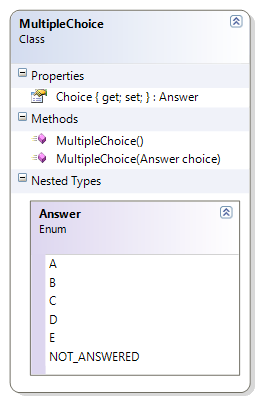 MultipleChoice
Class
Properties
Choice { get; set; } : Answer
Methods
MultipleChoice()
MultipleChoice(Answer choice)
Nested Types
Answer
Enum
A
B
C
D
E
NOT_ANSWERED